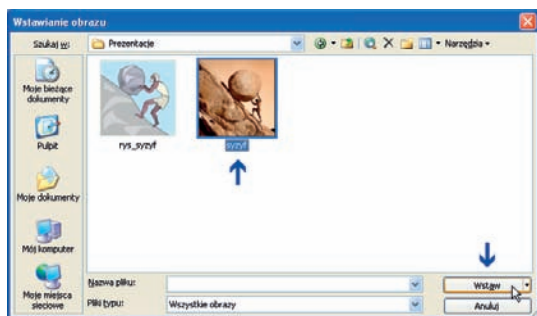 Wstawianie obrazu
Szukaj w:
Prezentacje
Narzędzia
Moje bieżące
dokumenty
Pulpit
Moje dokumenty
Mój komputer
Moje miejsca
sieciowe
rys_syzyf
syzyf
Nazwa pliku:
Wstaw
Pliki typu:
Wszystkie obrazy
Anuluj